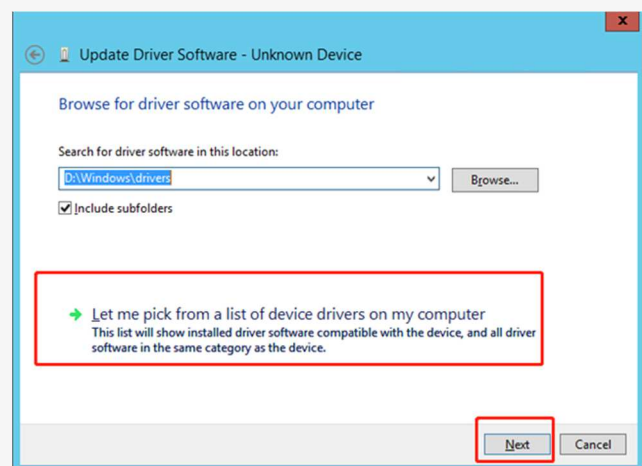 x
Update Driver Software - Unknown Device
Browse for driver software on your computer
Search for driver software in this location:
D:\Windows\drivers
Browse...
Include subfolders
Let me pick from a list of device drivers on my computer
This list will show installed driver software compatible with the device, and all driver
software in the same category as the device.
Next
Cancel